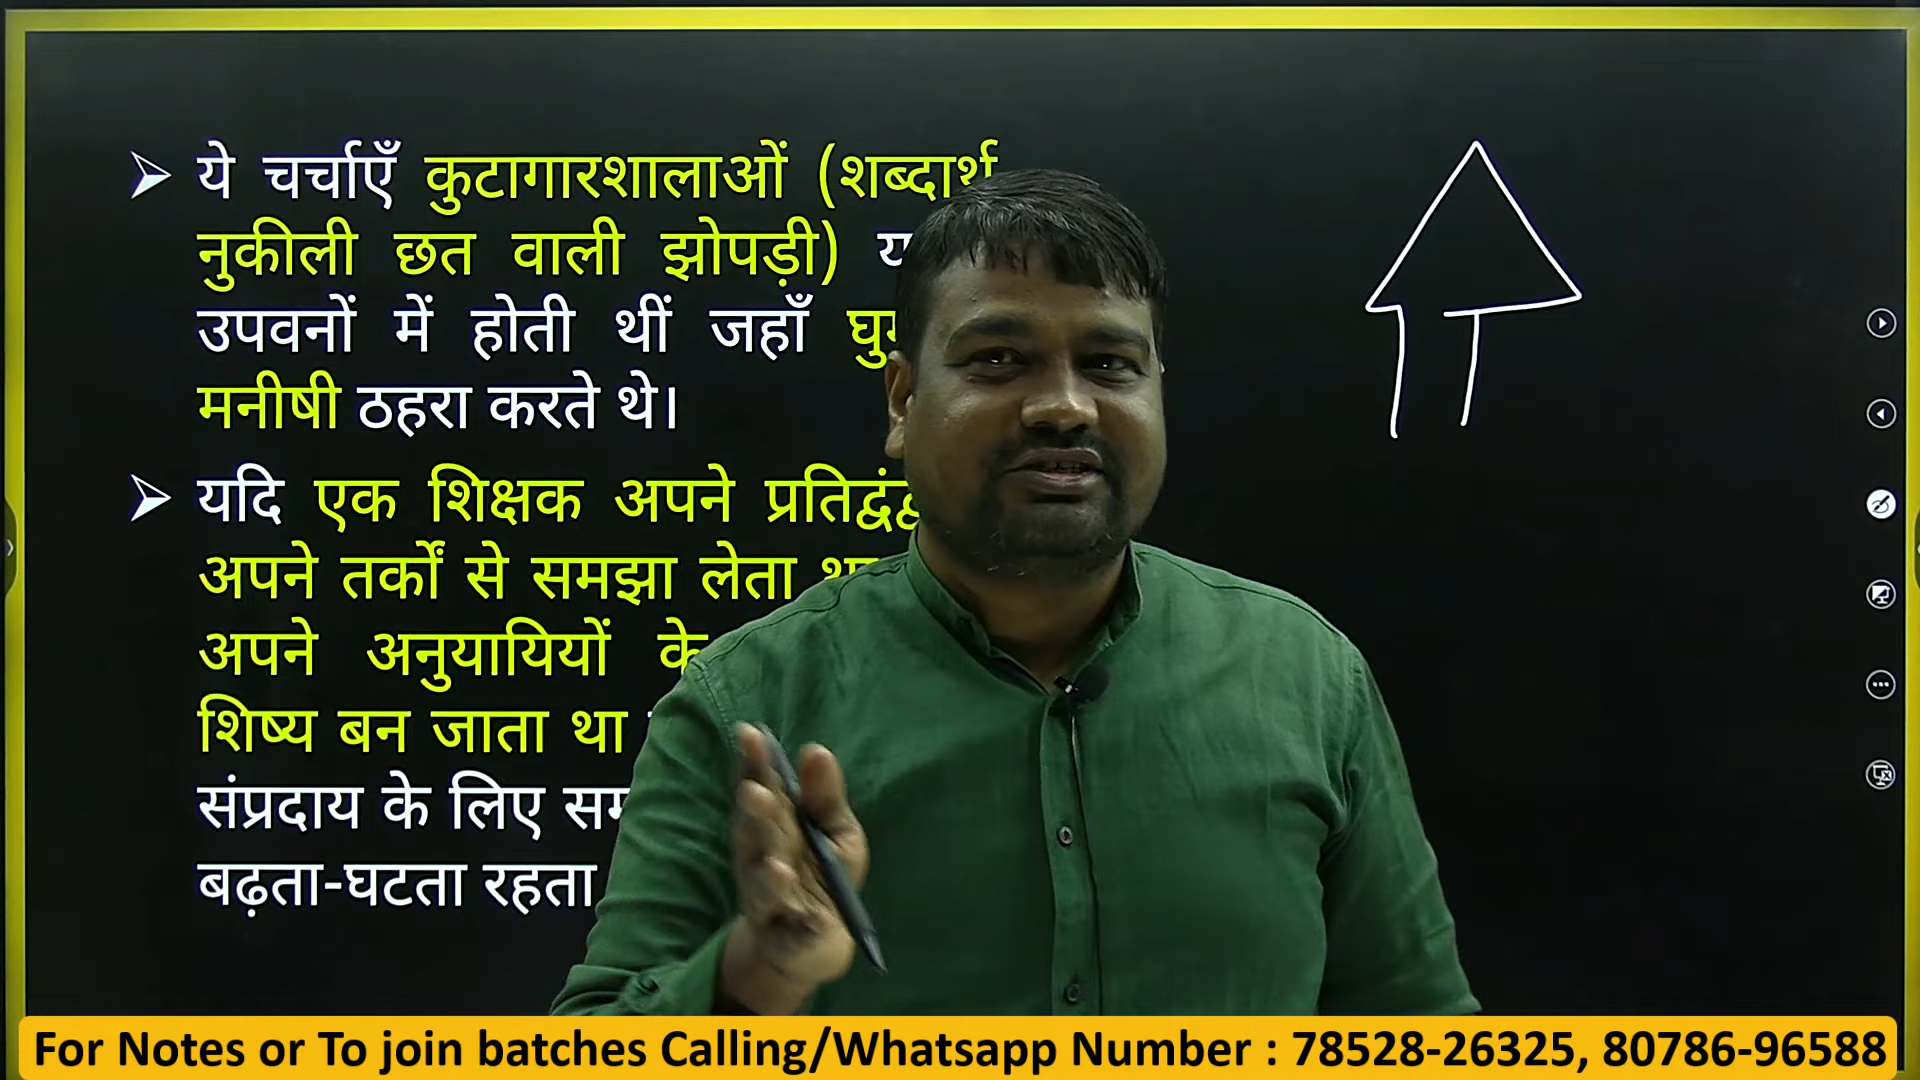 ये चर्चाएँ कुटागारशालाओं (शब्दार्थ
नुकीली छत वाली झोपड़ी)
उपवनों में होती थीं जहाँ
मनीषी ठहरा करते थे।
यदि एक शिक्षक अपने
अपने तर्कों से समझा लेता
अपने अनुयायियों के
शिष्य बन जाता था
संप्रदाय के लिए
बढ़ता-घटता रहता
For Notes or To join batches Calling/Whatsapp Number : 78528-26325, 80786-96588